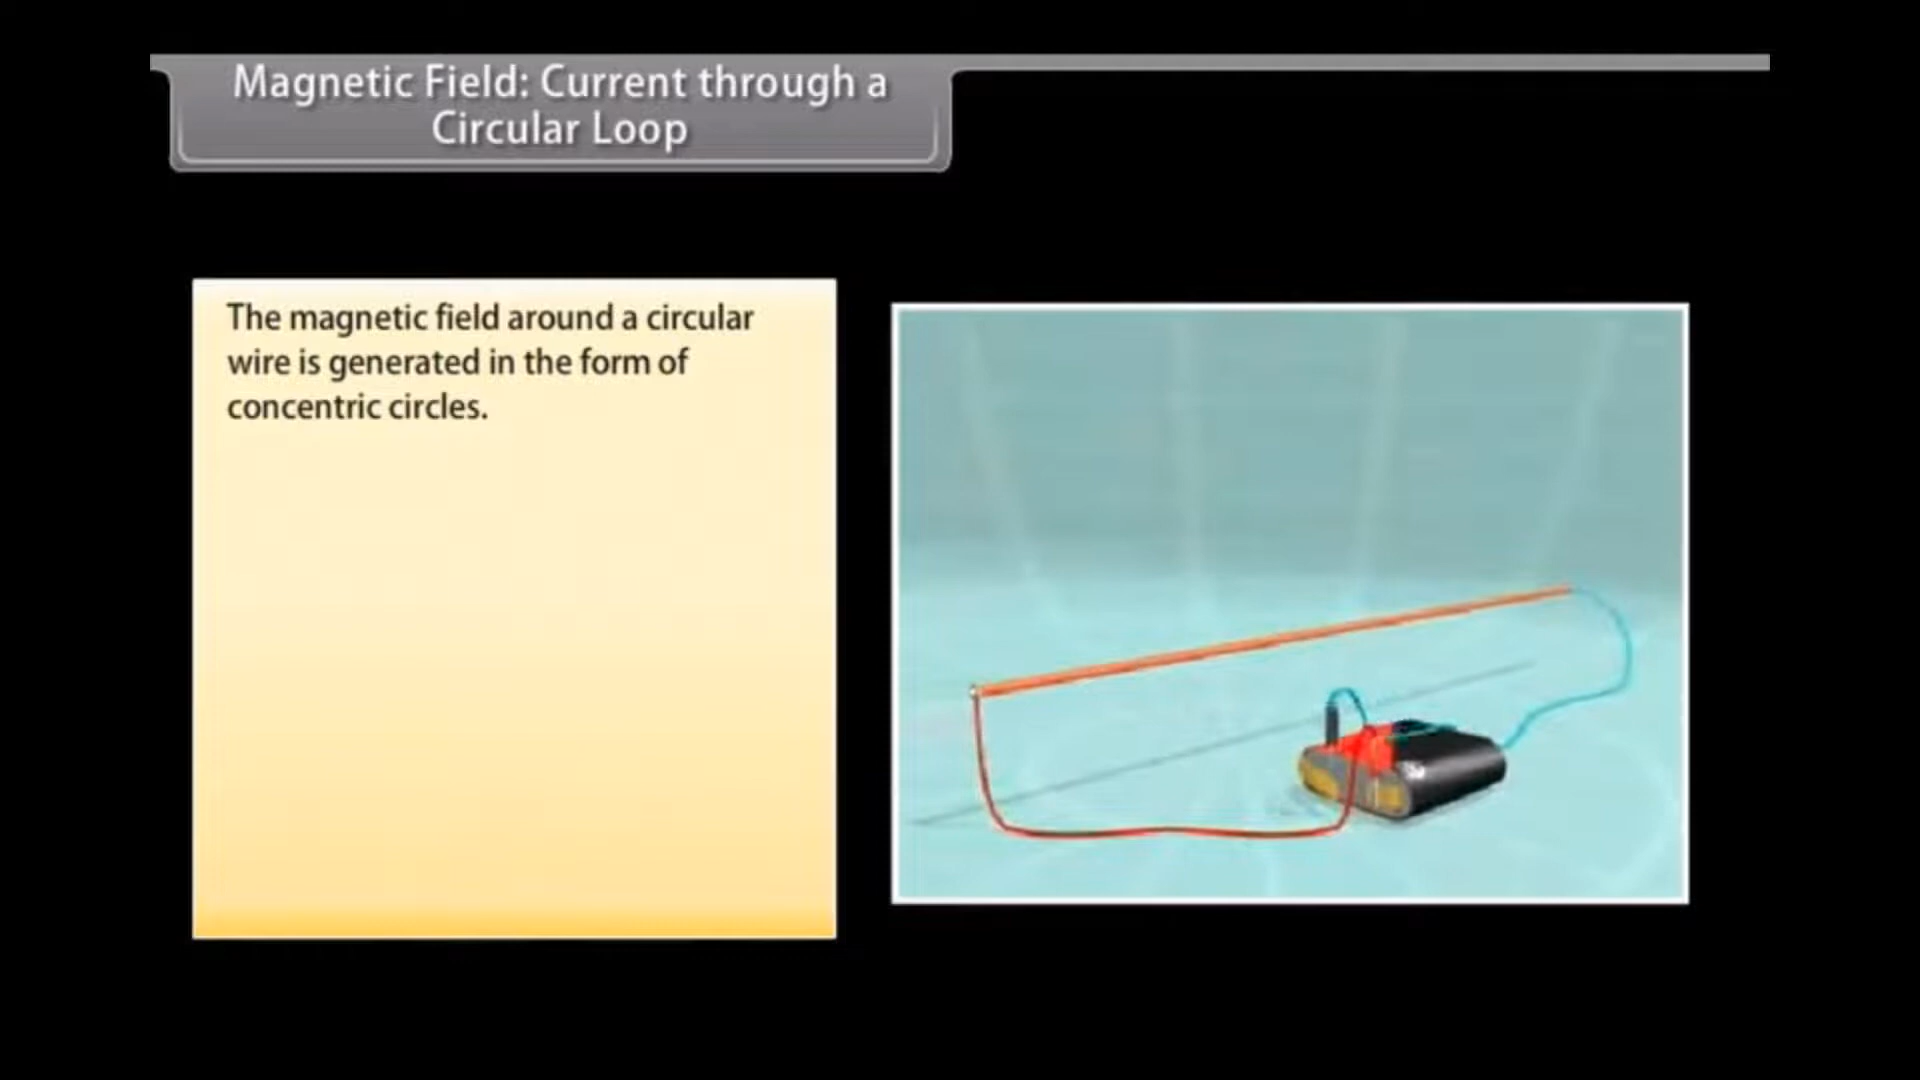 Magnetic Field: Current through a
Circular Loop
The magnetic field around a circular
wire is generated in the form of
concentric circles.